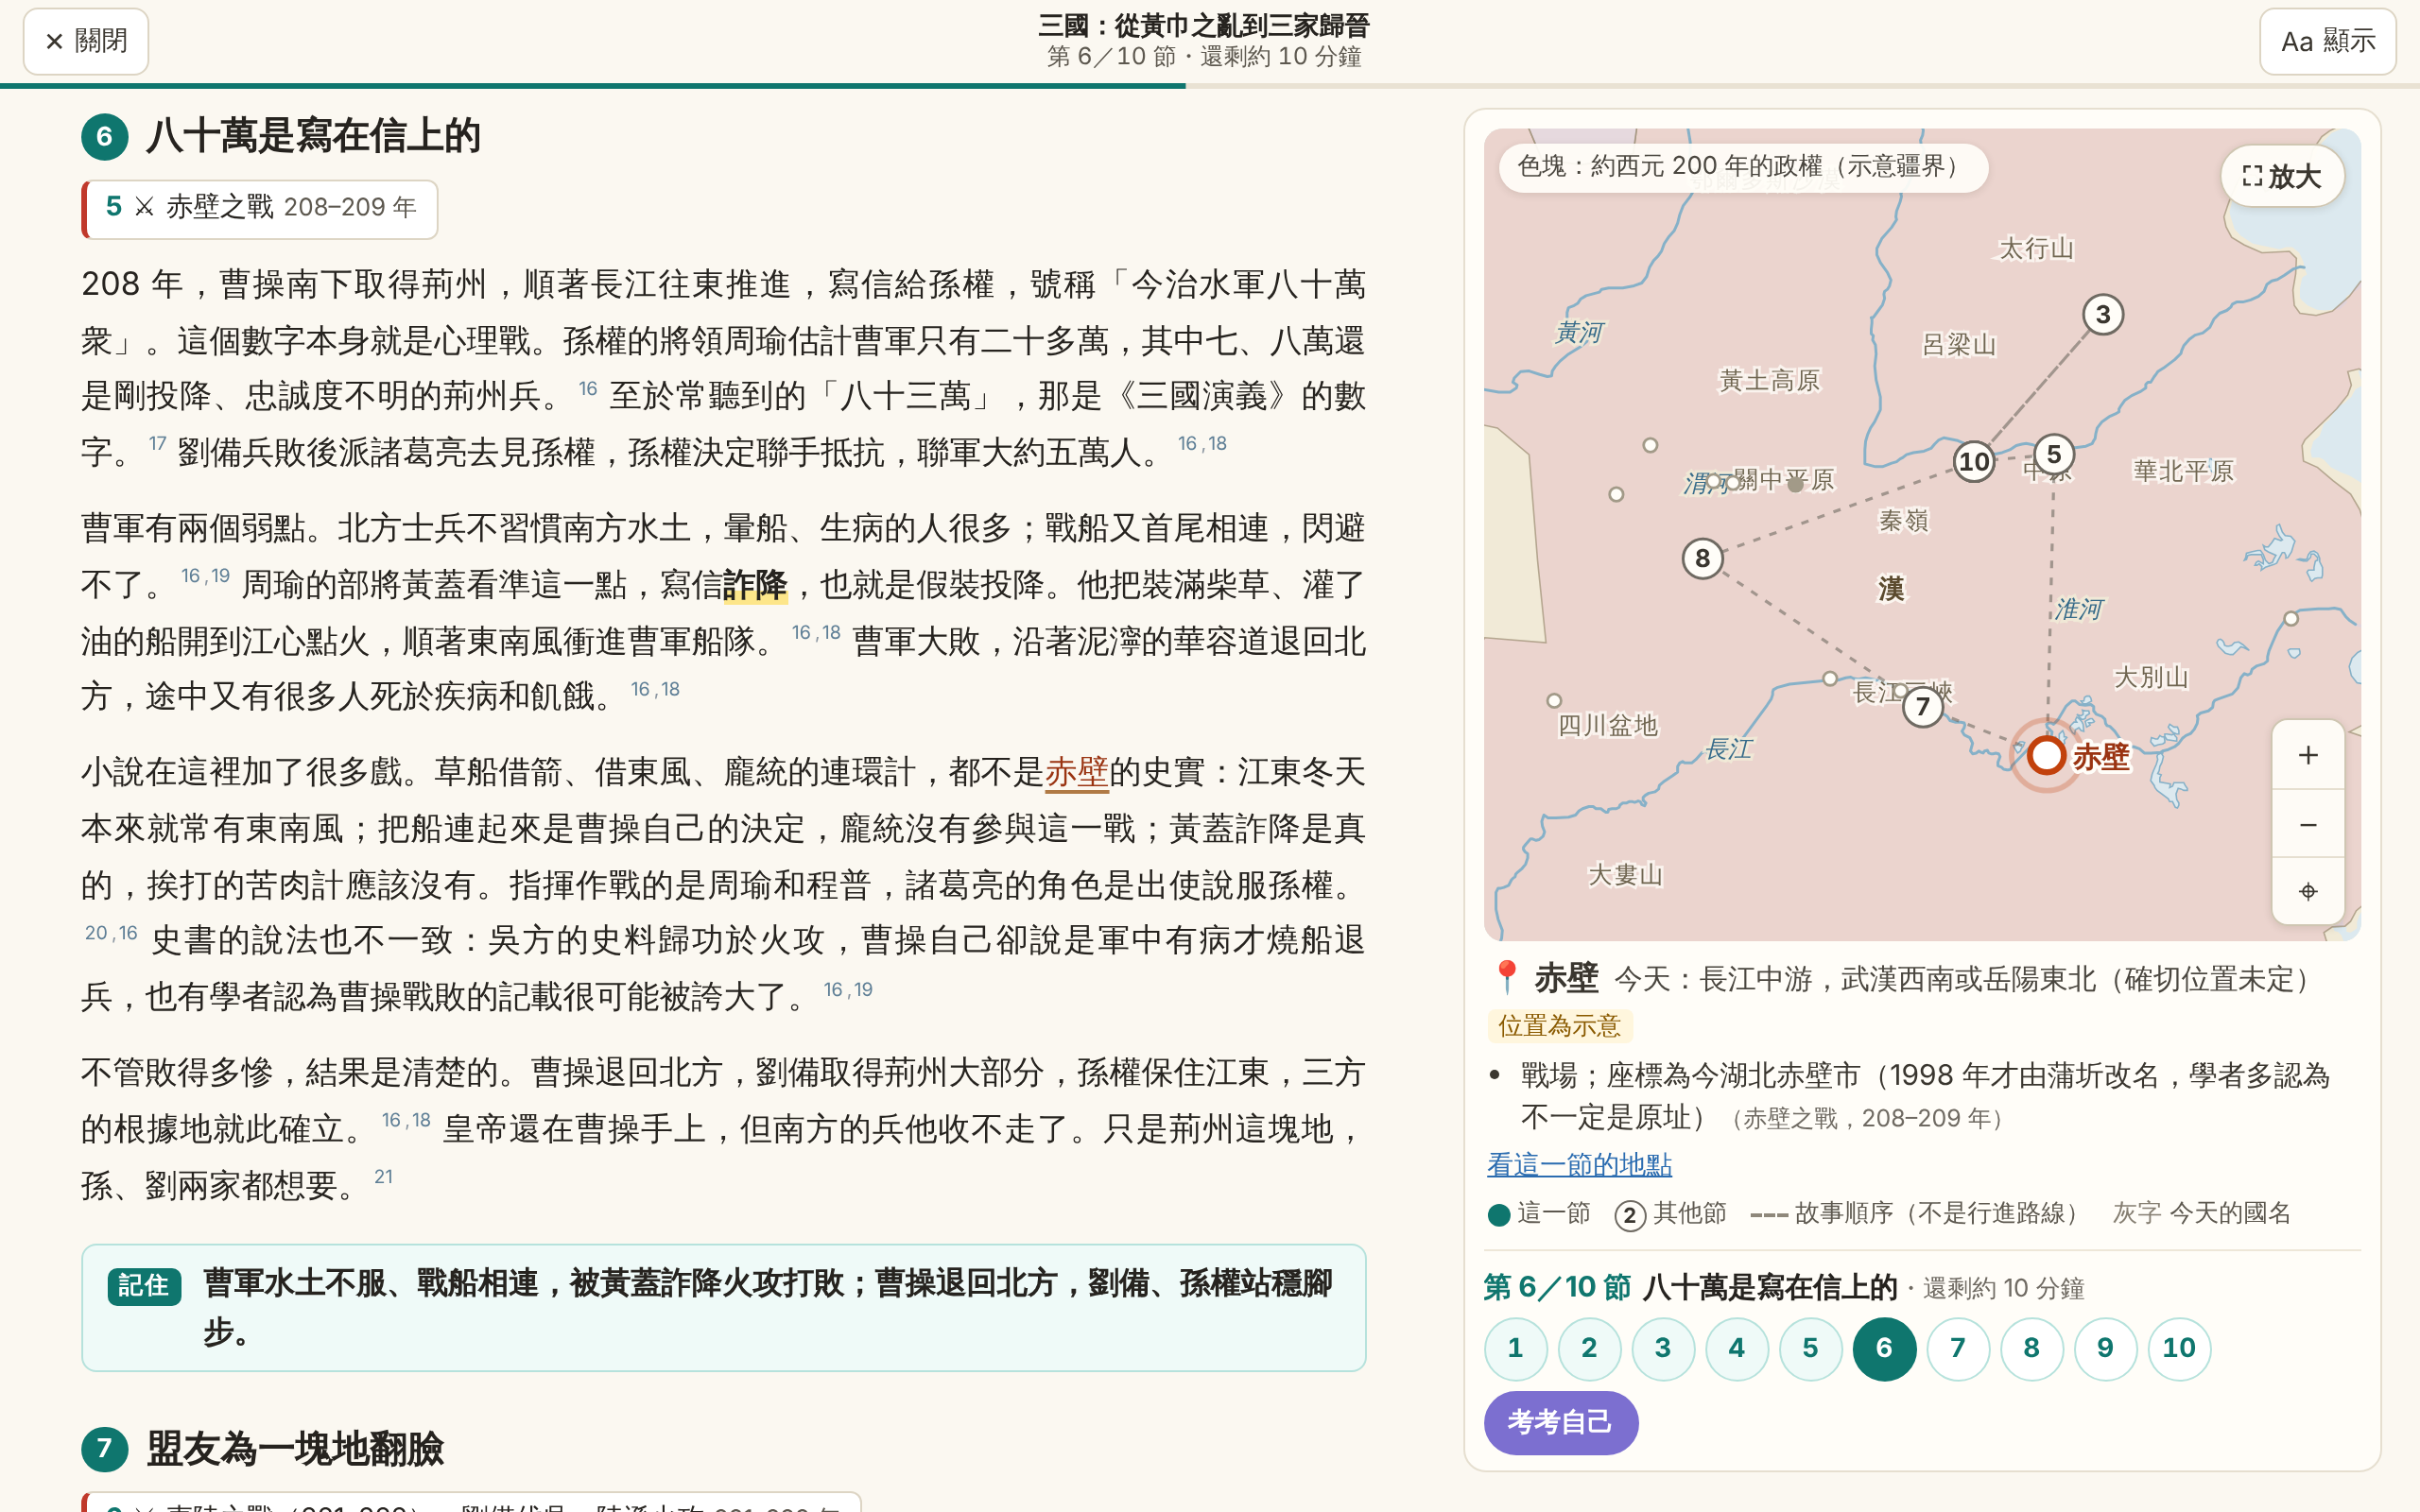 ✕ 關閉
三國：從黃巾之亂到三家歸晉
第 6／10 節・還剩約 10 分鐘
Aa 顯示
6 八十萬是寫在信上的
5 ⚔ 赤壁之戰 208–209 年
208 年，曹操南下取得荊州，順著長江往東推進，寫信給孫權，號稱「今治水軍八十萬
衆」。這個數字本身就是心理戰。孫權的將領周瑜估計曹軍只有二十多萬，其中七、八萬還
是剛投降、忠誠度不明的荊州兵。16 至於常聽到的「八十三萬」，那是《三國演義》的數
字。17 劉備兵敗後派諸葛亮去見孫權，孫權決定聯手抵抗，聯軍大約五萬人。16,18
曹軍有兩個弱點。北方士兵不習慣南方水土，暈船、生病的人很多；戰船又首尾相連，閃避
不了。16,19 周瑜的部將黃蓋看準這一點，寫信詐降，也就是假裝投降。他把裝滿柴草、灌了
油的船開到江心點火，順著東南風衝進曹軍船隊。16,18 曹軍大敗，沿著泥濘的華容道退回北
方，途中又有很多人死於疾病和飢餓。16,18
小說在這裡加了很多戲。草船借箭、借東風、龐統的連環計，都不是赤壁的史實：江東冬天
本來就常有東南風；把船連起來是曹操自己的決定，龐統沒有參與這一戰；黃蓋詐降是真
的，挨打的苦肉計應該沒有。指揮作戰的是周瑜和程普，諸葛亮的角色是出使說服孫權。
20,16 史書的說法也不一致：吳方的史料歸功於火攻，曹操自己卻說是軍中有病才燒船退
兵，也有學者認為曹操戰敗的記載很可能被誇大了。16,19
不管敗得多慘，結果是清楚的。曹操退回北方，劉備取得荊州大部分，孫權保住江東，三方
的根據地就此確立。16,18 皇帝還在曹操手上，但南方的兵他收不走了。只是荊州這塊地，
孫、劉兩家都想要。21
記住 曹軍水土不服、戰船相連，被黃蓋詐降火攻打敗；曹操退回北方，劉備、孫權站穩腳
步。
7 盟友為一塊地翻臉
色塊：約西元 200 年的政權（示意疆界）
放大
太行山
3
黃河
呂梁山
黃土高原
10
5
渭河
關中平原
中原
華北平原
秦嶺
8
漢
淮河
大別山
長江三峽
7
四川盆地
長江
赤壁
大婁山
+
−
📍 赤壁 今天：長江中游，武漢西南或岳陽東北（確切位置未定）
位置為示意
• 戰場；座標為今湖北赤壁市（1998 年才由蒲圻改名，學者多認為
不一定是原址）（赤壁之戰，208–209 年）
看這一節的地點
這一節 2 其他節 故事順序（不是行進路線） 灰字 今天的國名
第 6／10 節 八十萬是寫在信上的・還剩約 10 分鐘
1 2 3 4 5 6 7 8 9 10
考考自己